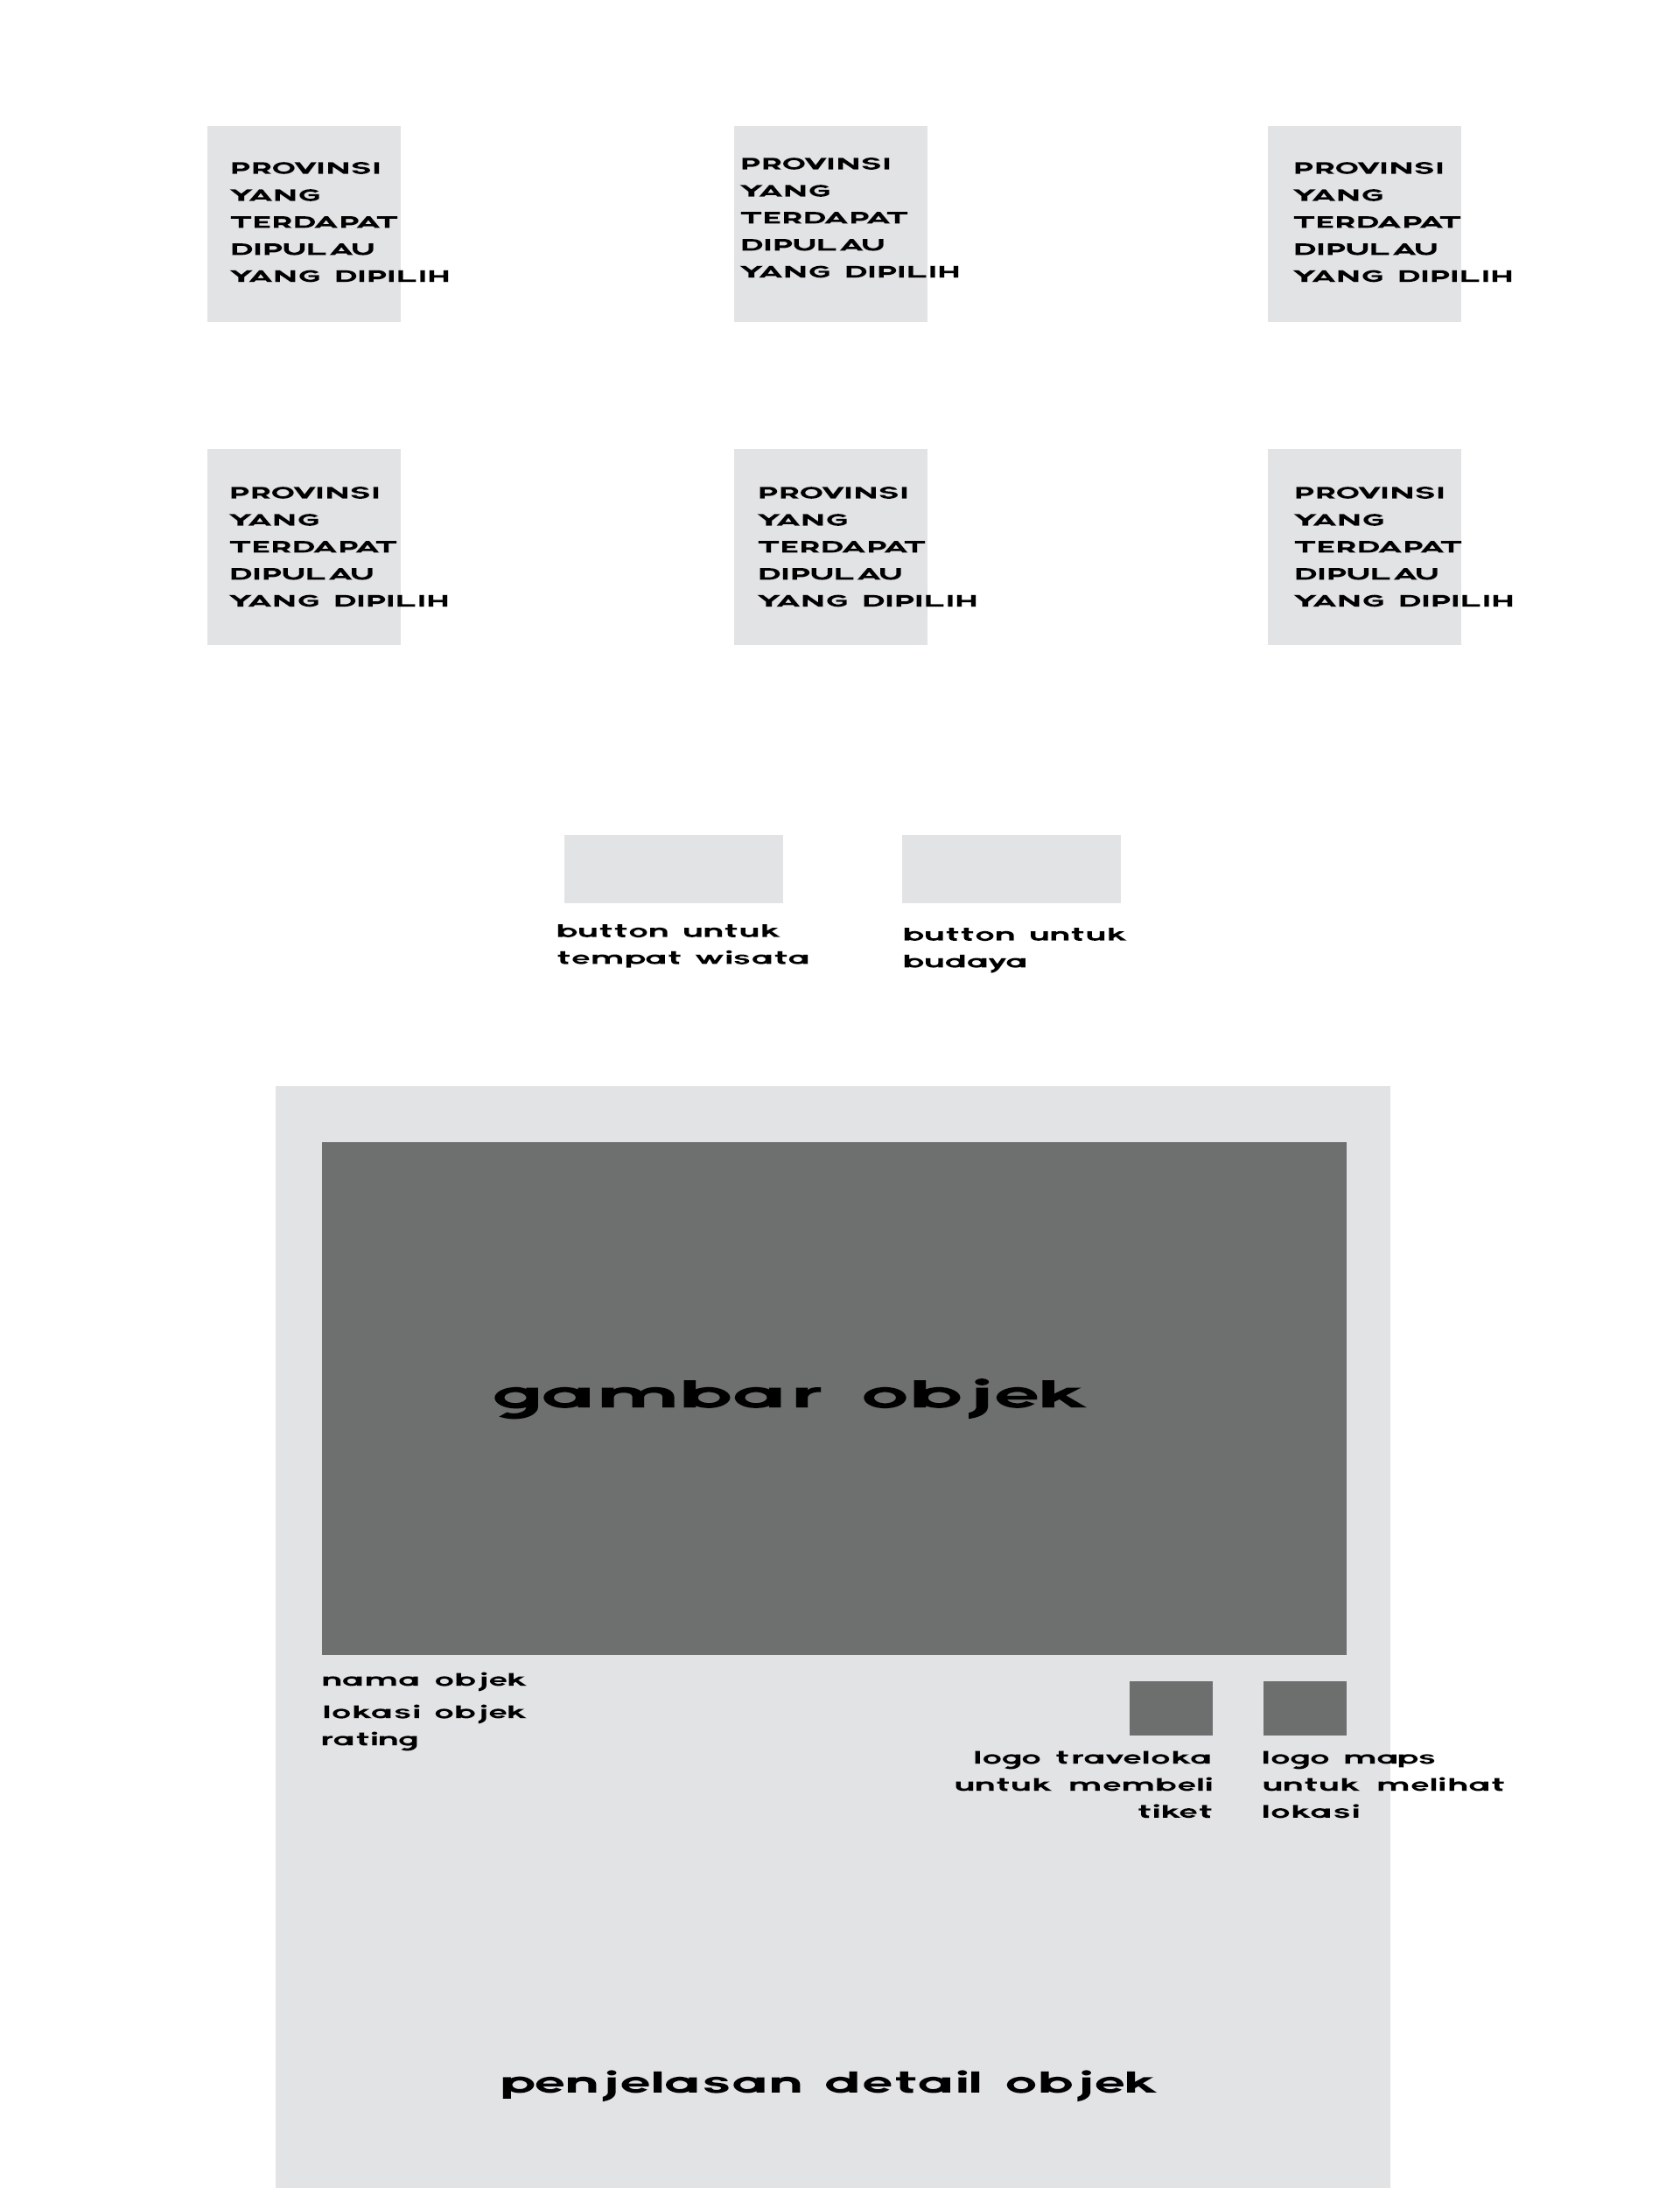 PROVINSI
YANG
TERDAPAT
DIPULAU
YANG DIPILIH
PROVINSI
YANG
TERDAPAT
DIPULAU
YANG DIPILIH
PROVINSI
YANG
TERDAPAT
DIPULAU
YANG DIPILIH
PROVINSI
YANG
TERDAPAT
DIPULAU
YANG DIPILIH
PROVINSI
YANG
TERDAPAT
DIPULAU
YANG DIPILIH
PROVINSI
YANG
TERDAPAT
DIPULAU
YANG DIPILIH
button untuk
tempat wisata
button untuk
budaya
gambar objek
nama objek
lokasi objek
rating
logo traveloka
untuk membeli
tiket
logo maps
untuk melihat
lokasi
penjelasan detail objek